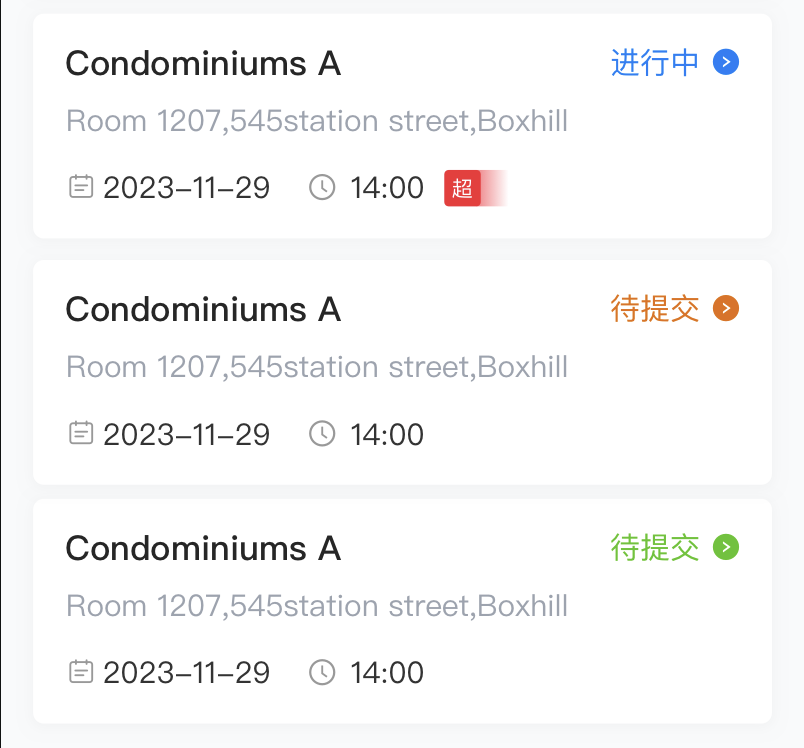 Condominiums A 进行中
Room 1207,545station street,Boxhill
2023-11-29 14:00 超
Condominiums A 待提交
Room 1207,545station street,Boxhill
2023-11-29 14:00
Condominiums A 待提交
Room 1207,545station street,Boxhill
2023-11-29 14:00